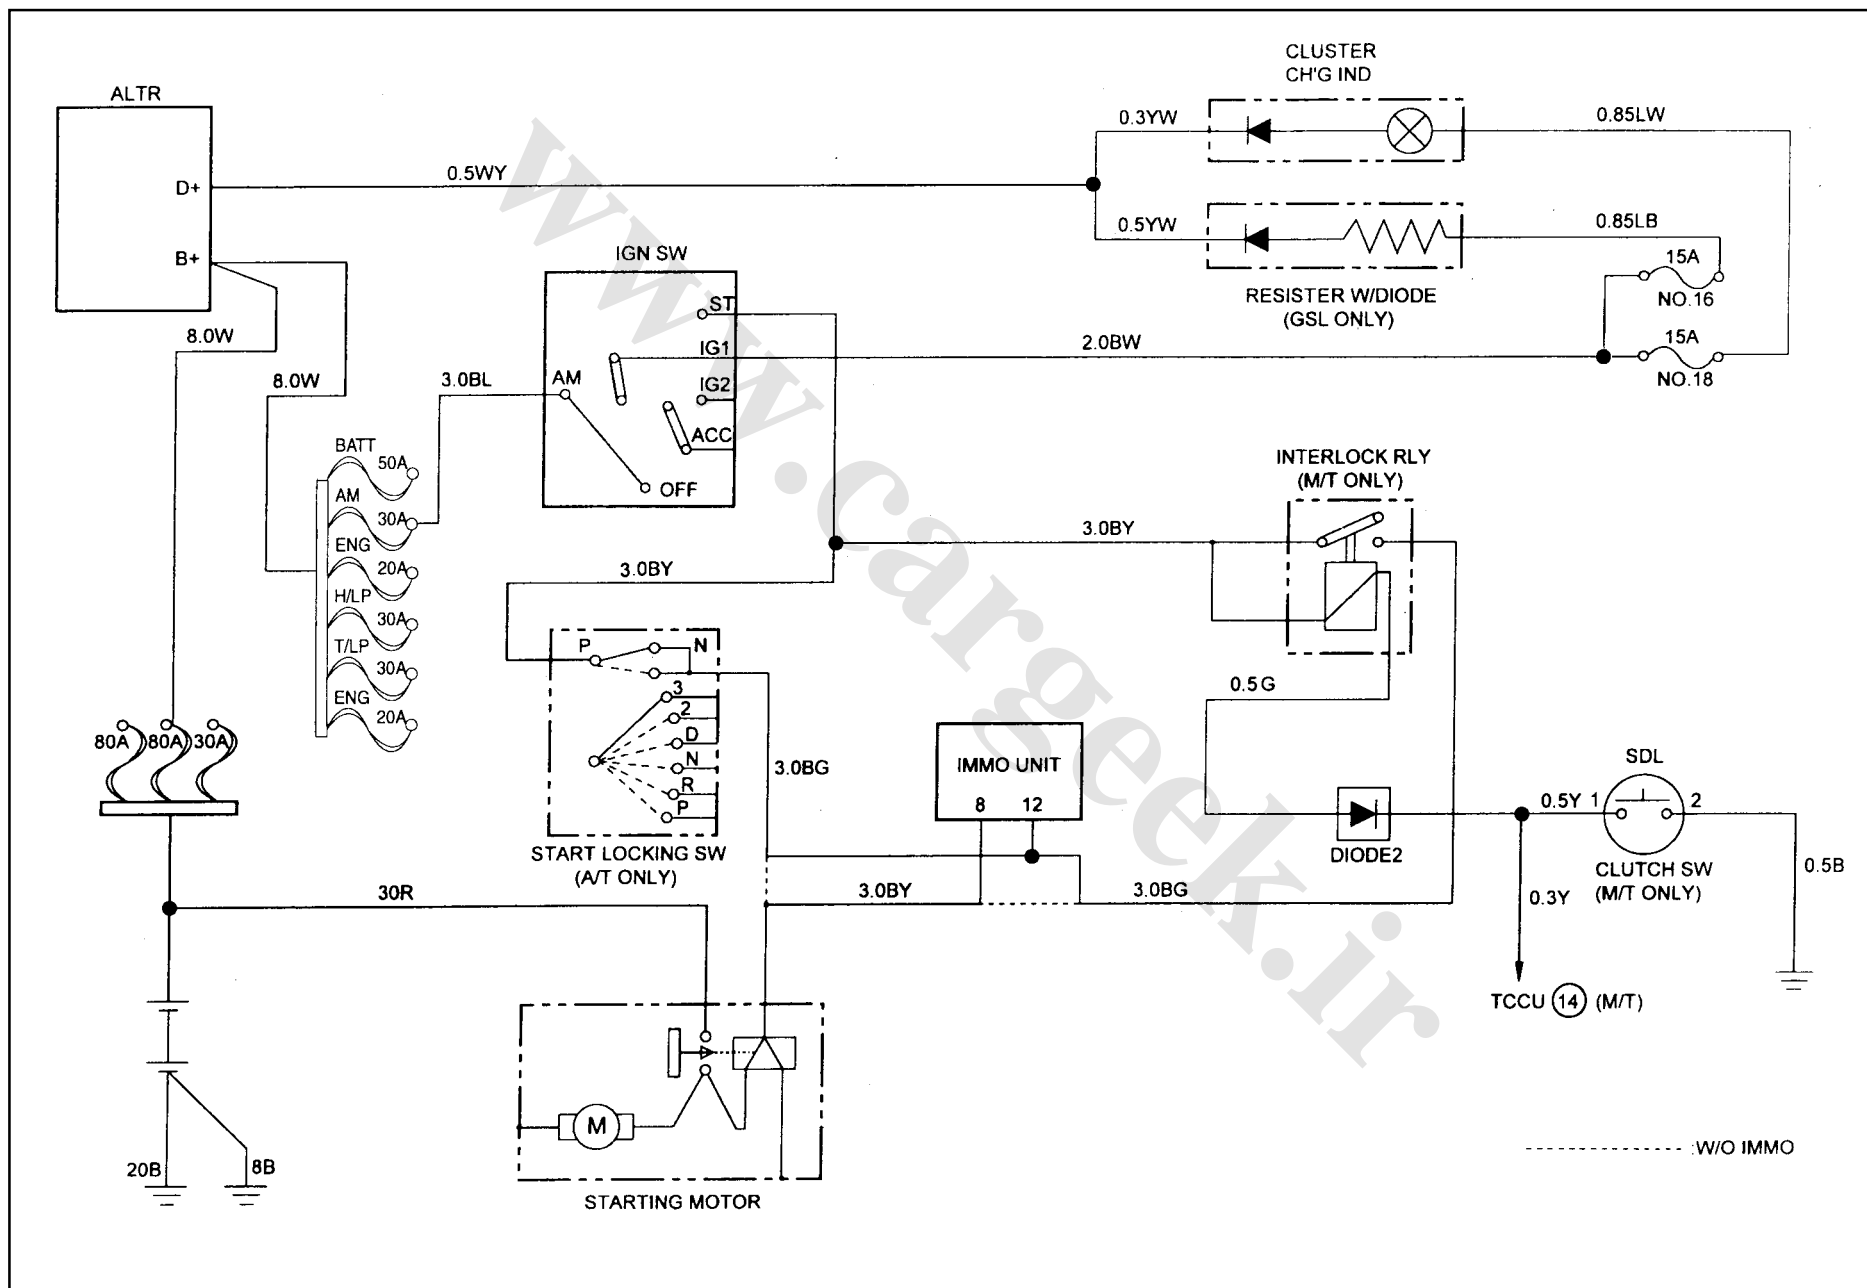 CLUSTER
CH'G IND
ALTR
0.3YW
0.85LW
D+
0.5WY
0.5YW
0.85LB
B+
IGN SW
15A
NO.16
RESISTER W/DIODE
(GSL ONLY)
ST
8.0W
IG1
2.0BW
15A
NO.18
8.0W
3.0BL
AM
IG2
ACC
OFF
BATT
50A
AM
30A
ENG
20A
H/LP
30A
T/LP
30A
ENG
20A
INTERLOCK RLY
(M/T ONLY)
3.0BY
3.0BY
P
N
3
2
D
N
R
P
START LOCKING SW
(A/T ONLY)
0.5G
80A
80A
30A
3.0BG
IMMO UNIT
8
12
SDL
0.5Y
1
2
DIODE2
CLUTCH SW
(M/T ONLY)
0.5B
30R
3.0BY
3.0BG
0.3Y
TCCU 14 (M/T)
M
20B
8B
STARTING MOTOR
:W/O IMMO
www.cargeek.ir